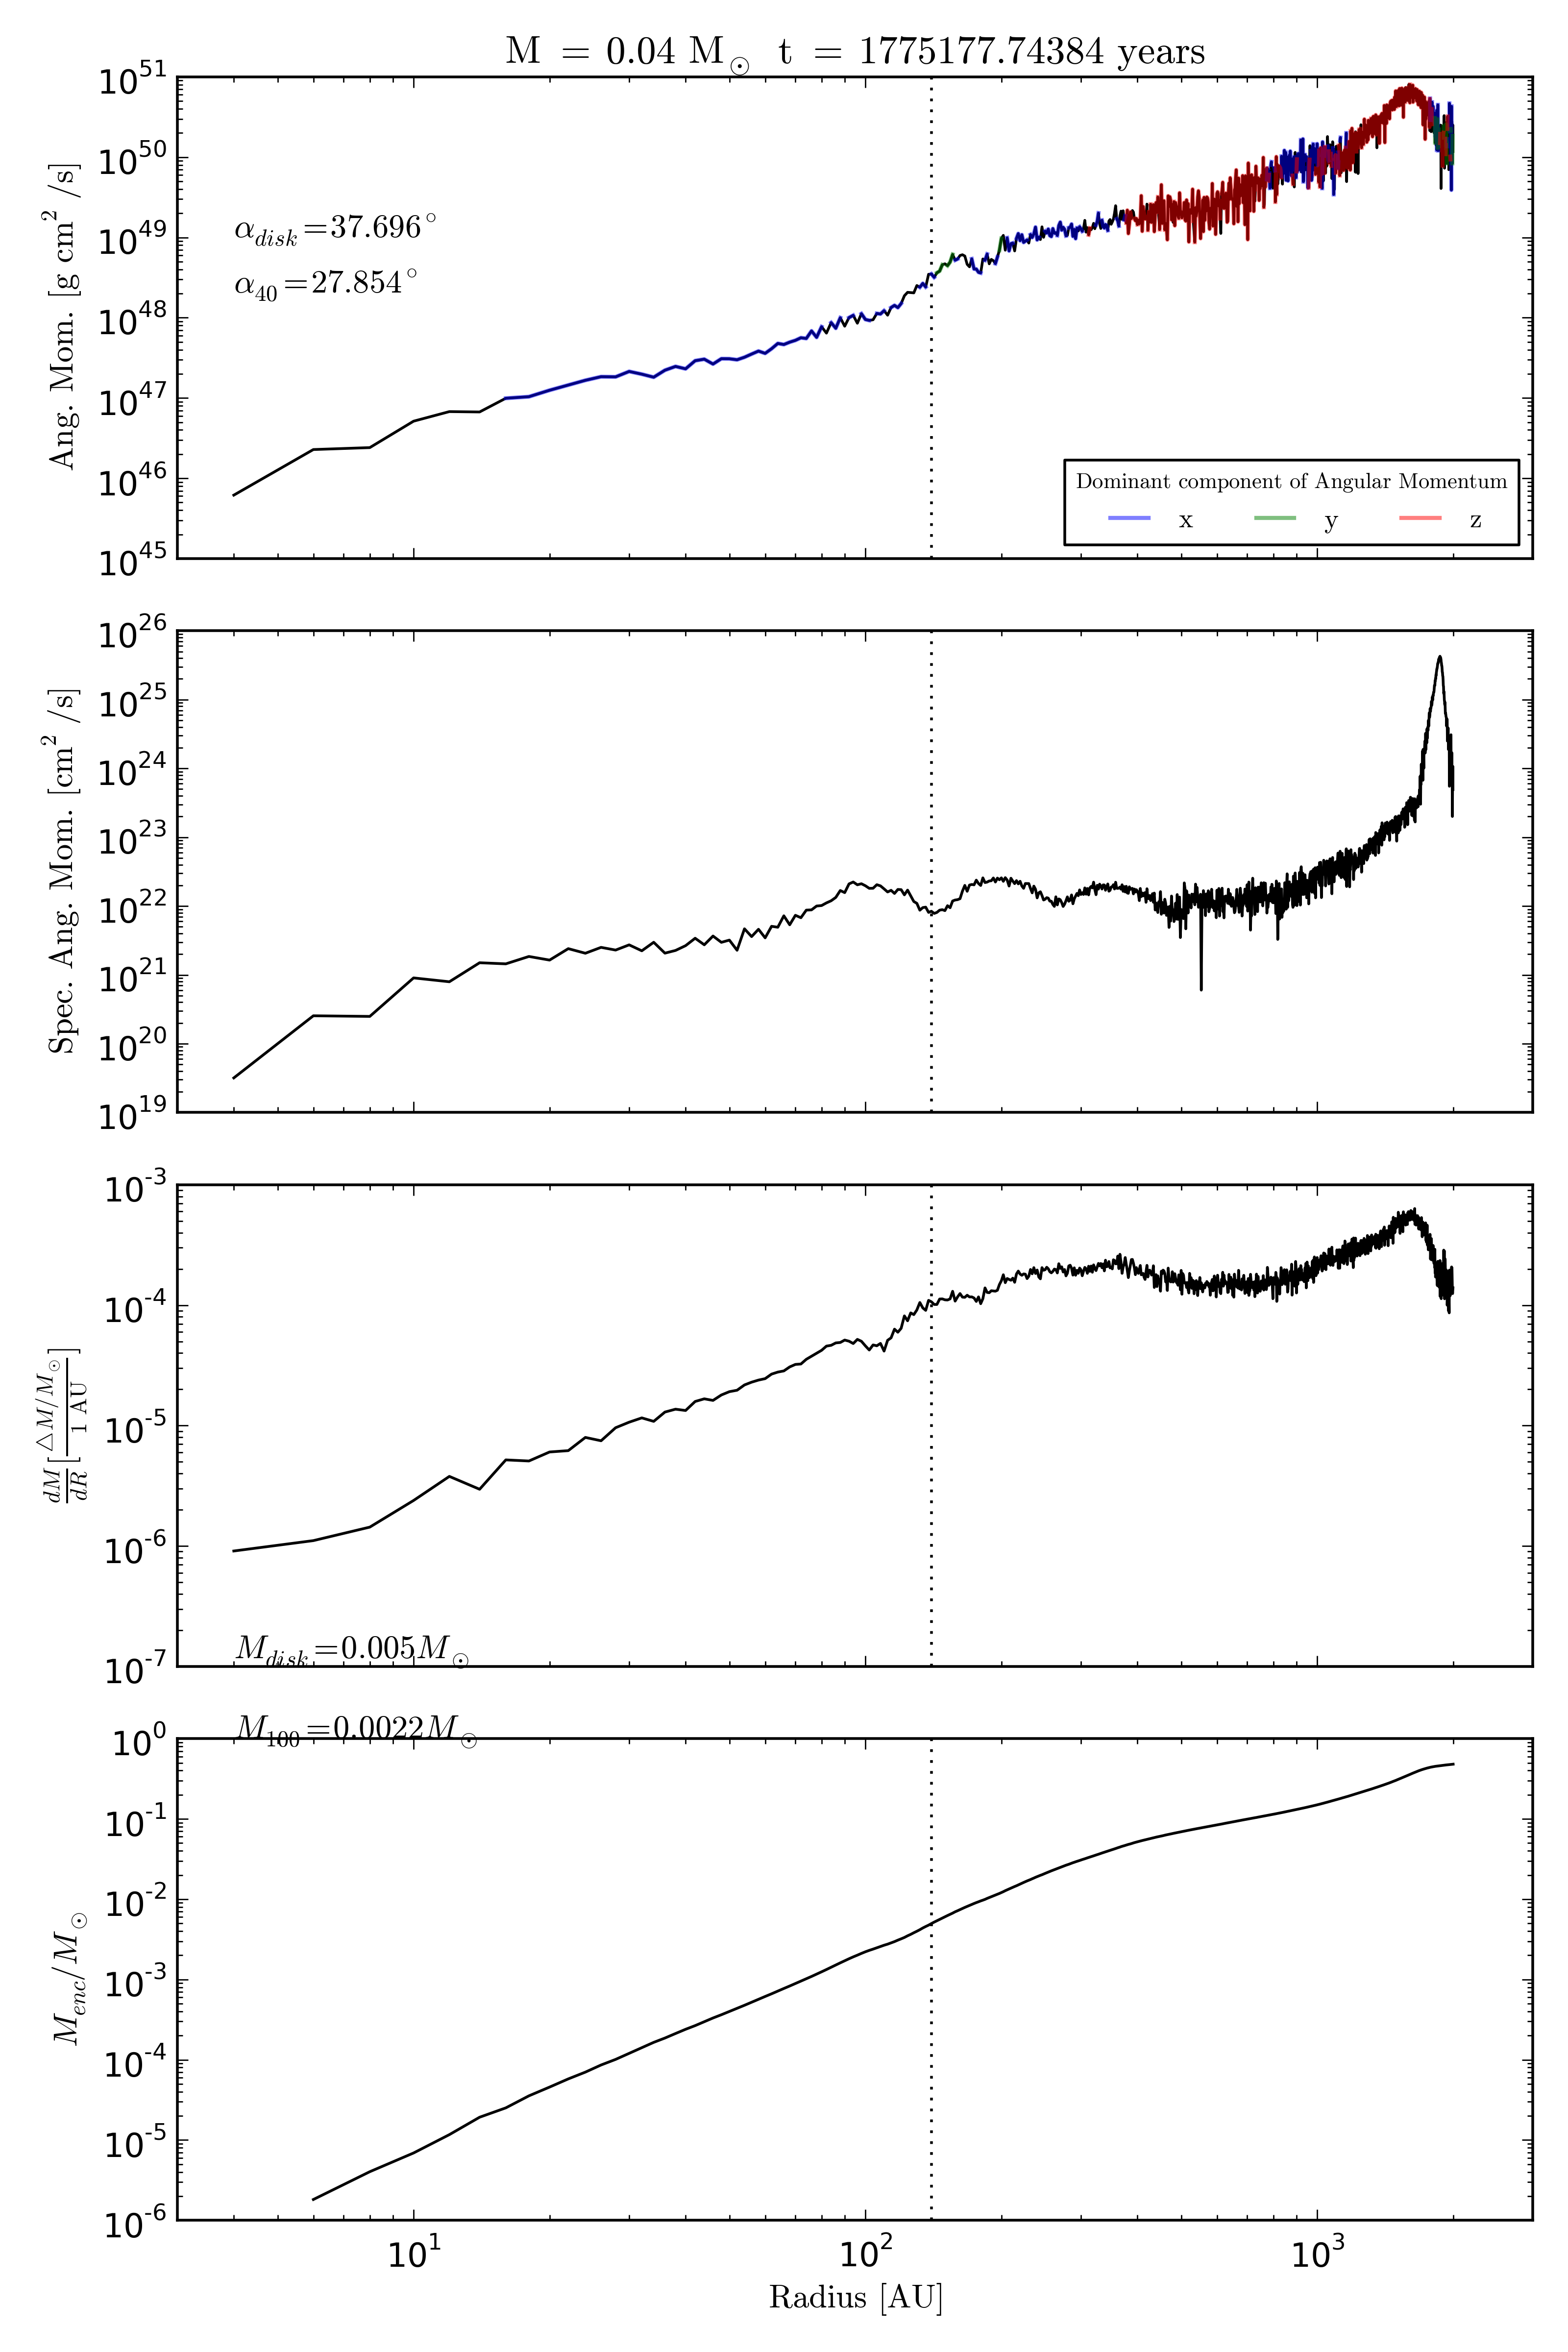 M = 0.04 M⊙ t = 1775177.74384 years
10^51
10^50
10^49
10^48
10^47
10^46
10^45
Ang. Mom. [g cm^2 /s]
α_disk=37.696°
α_40=27.854°
Dominant component of Angular Momentum
x y z
10^26
10^25
10^24
10^23
10^22
10^21
10^20
10^19
Spec. Ang. Mom. [cm^2 /s]
10^-3
10^-4
10^-5
10^-6
10^-7
dM/dR [△M/M⊙ / 1 AU]
M_disk=0.005M⊙
M_100=0.0022M⊙
10^0
10^-1
10^-2
10^-3
10^-4
10^-5
10^-6
M_enc/M⊙
10^1 10^2 10^3
Radius [AU]